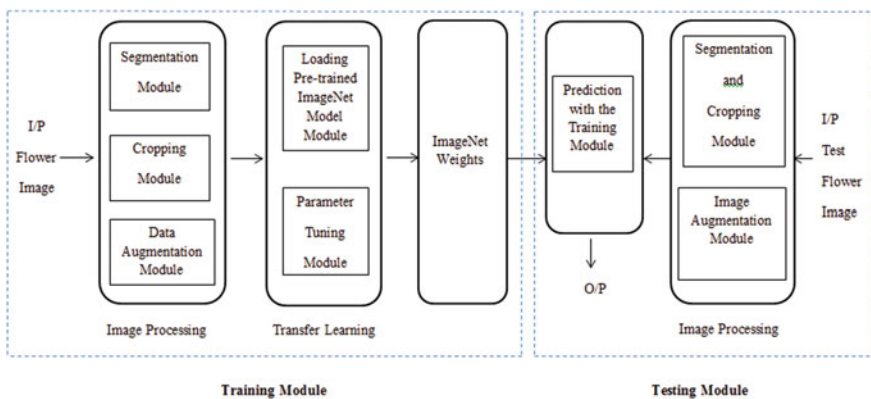 I/P
Flower
Image
Segmentation
Module
Cropping
Module
Data
Augmentation
Module
Image Processing
Loading
Pre-trained
ImageNet
Model
Module
Parameter
Tuning
Module
Transfer Learning
ImageNet
Weights
Training Module
Prediction
with the
Training
Module
O/P
Segmentation
and
Cropping
Module
Image
Augmentation
Module
Image Processing
I/P
Test
Flower
Image
Testing Module